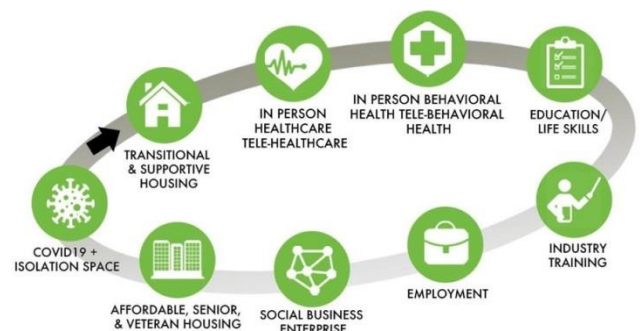 COVID19 +
ISOLATION SPACE
TRANSITIONAL
& SUPPORTIVE
HOUSING
IN PERSON
HEALTHCARE
TELE-HEALTHCARE
IN PERSON BEHAVIORAL
HEALTH TELE-BEHAVIORAL
HEALTH
EDUCATION/
LIFE SKILLS
INDUSTRY
TRAINING
EMPLOYMENT
SOCIAL BUSINESS
ENTERPRISE
AFFORDABLE, SENIOR,
& VETERAN HOUSING